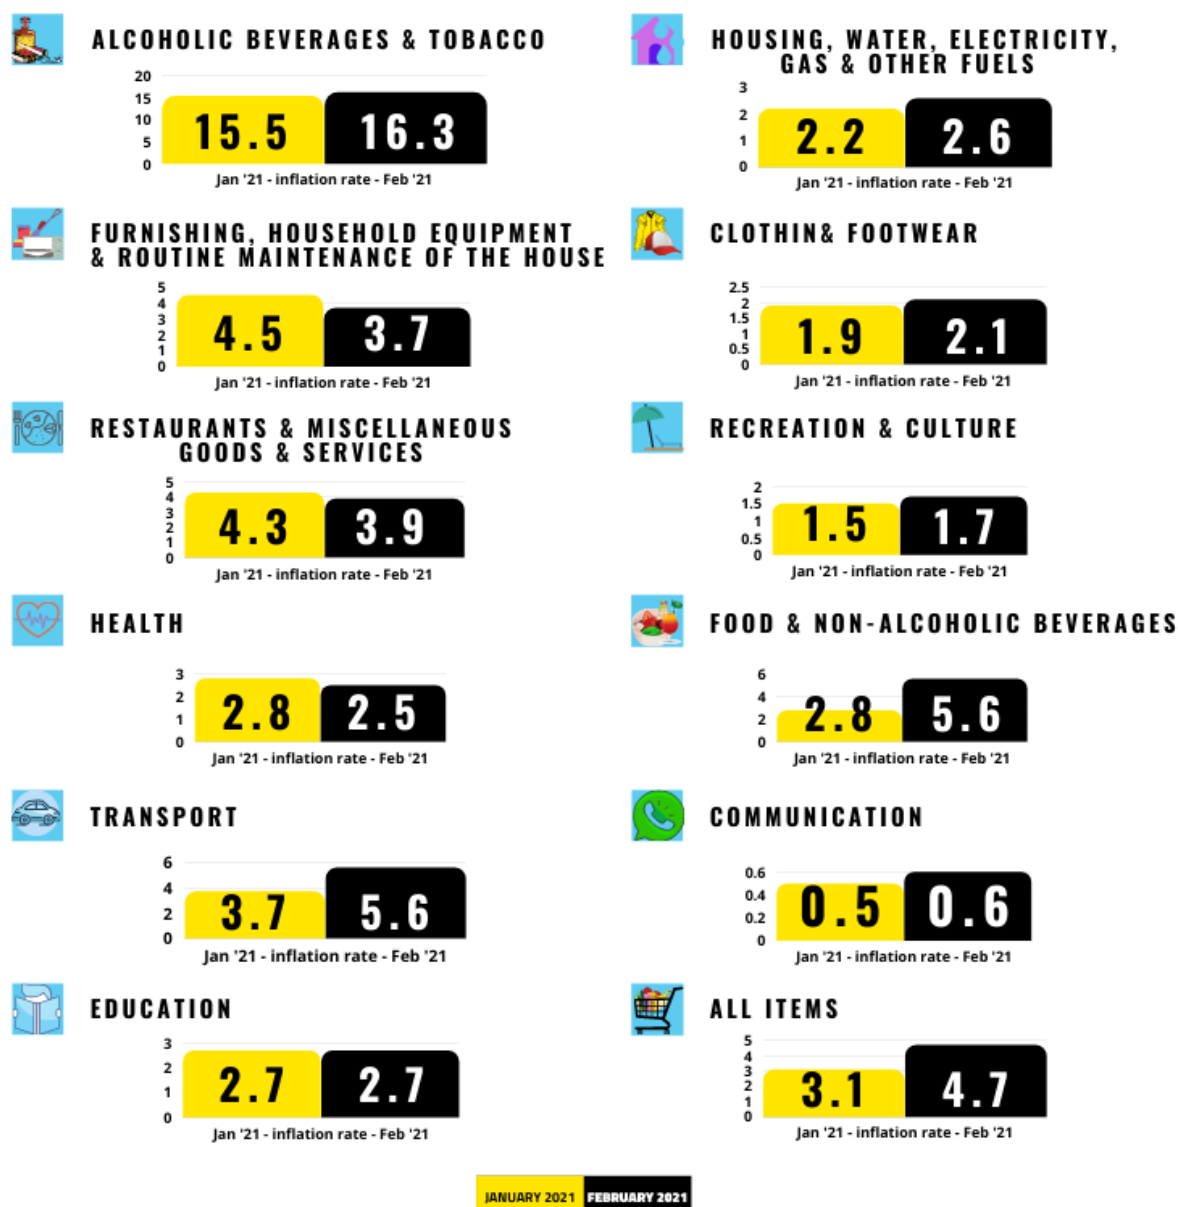 ALCOHOLIC BEVERAGES & TOBACCO
20
15
10
5
0
15.5
16.3
Jan '21 - inflation rate - Feb '21
HOUSING, WATER, ELECTRICITY,
GAS & OTHER FUELS
3
2
1
0
2.2
2.6
Jan '21 - inflation rate - Feb '21
FURNISHING, HOUSEHOLD EQUIPMENT
& ROUTINE MAINTENANCE OF THE HOUSE
5
4
3
2
1
0
4.5
3.7
Jan '21 - inflation rate - Feb '21
CLOTHIN& FOOTWEAR
2.5
2
1.5
1
0.5
0
1.9
2.1
Jan '21 - inflation rate - Feb '21
RESTAURANTS & MISCELLANEOUS
GOODS & SERVICES
5
4
3
2
1
0
4.3
3.9
Jan '21 - inflation rate - Feb '21
RECREATION & CULTURE
2
1.5
1
0.5
0
1.5
1.7
Jan '21 - inflation rate - Feb '21
HEALTH
3
2
1
0
2.8
2.5
Jan '21 - inflation rate - Feb '21
FOOD & NON-ALCOHOLIC BEVERAGES
6
4
2
0
2.8
5.6
Jan '21 - inflation rate - Feb '21
TRANSPORT
6
4
2
0
3.7
5.6
Jan '21 - inflation rate - Feb '21
COMMUNICATION
0.6
0.4
0.2
0
0.5
0.6
Jan '21 - inflation rate - Feb '21
EDUCATION
3
2
1
0
2.7
2.7
Jan '21 - inflation rate - Feb '21
ALL ITEMS
5
4
3
2
1
0
3.1
4.7
Jan '21 - inflation rate - Feb '21
JANUARY 2021
FEBRUARY 2021